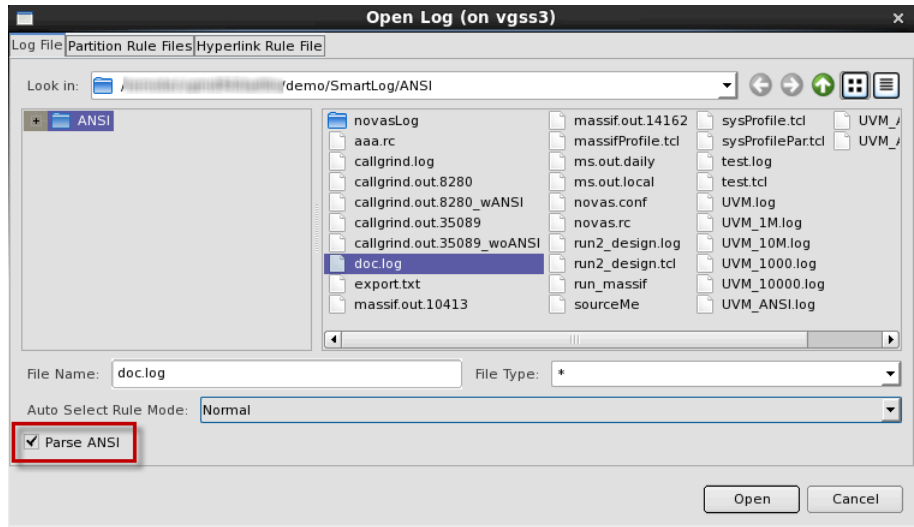 Open Log (on vgss3)
Log File Partition Rule Files Hyperlink Rule File
Look in: /demo/SmartLog/ANSI
ANSI
novasLog massif.out.14162 sysProfile.tcl
aaa.rc massifProfile.tcl sysProfilePar.tcl
callgrind.log ms.out.daily test.log
callgrind.out.8280 ms.out.local test.tcl
callgrind.out.8280_wANSI novas.conf UVM.log
callgrind.out.35089 novas.rc UVM_1M.log
callgrind.out.35089_woANSI run2_design.log UVM_10M.log
doc.log run2_design.tcl UVM_1000.log
export.txt run_massif UVM_10000.log
massif.out.10413 sourceMe UVM_ANSI.log
File Name: doc.log File Type: *
Auto Select Rule Mode: Normal
Parse ANSI
Open Cancel